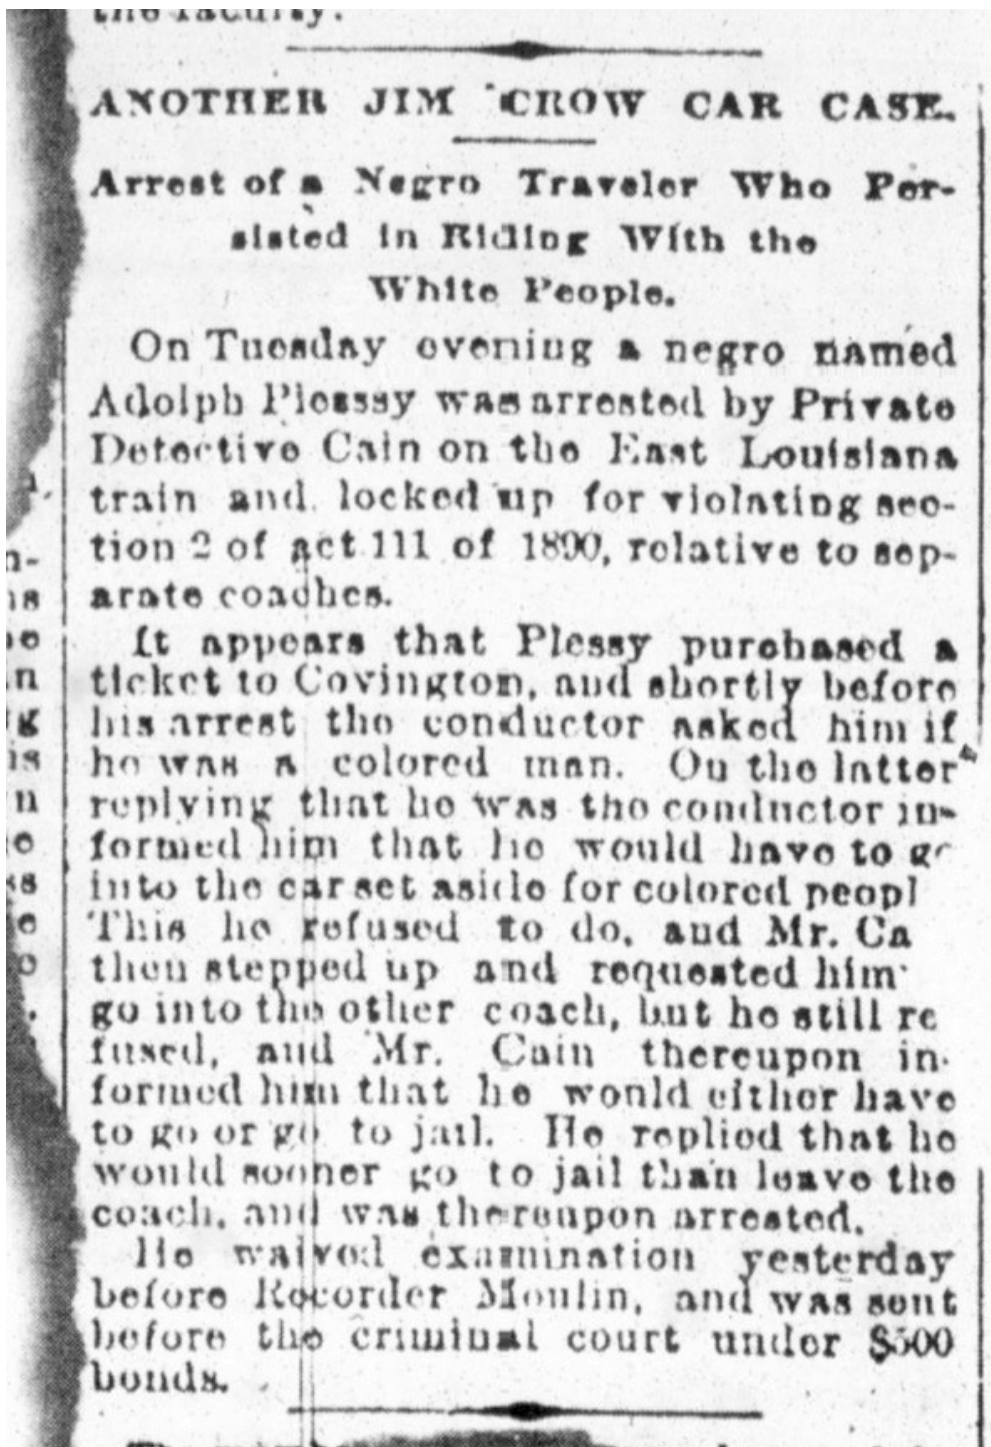 the faculty.
ANOTHER JIM CROW CAR CASE.
Arrest of a Negro Traveler Who Per-
sisted in Riding With the
White People.
On Tuesday evening a negro named
Adolph Plesssy was arrested by Private
Detective Cain on the East Louisiana
train and locked up for violating sec-
tion 2 of act 111 of 1890, relative to sep-
arate coaches.
It appears that Plessy purchased a
ticket to Covington, and shortly before
his arrest the conductor asked him if
he was a colored man. On the latter
replying that he was the conductor in-
formed him that he would have to go
into the car set aside for colored peopl
This he refused to do, and Mr. Ca
then stepped up and requested him
go into the other coach, but he still re
fused, and Mr. Cain thereupon in-
formed him that he would either have
to go or go to jail. He replied that he
would sooner go to jail than leave the
coach, and was thereupon arrested.
He waived examination yesterday
before Recorder Moulin, and was sent
before the criminal court under $500
bonds.